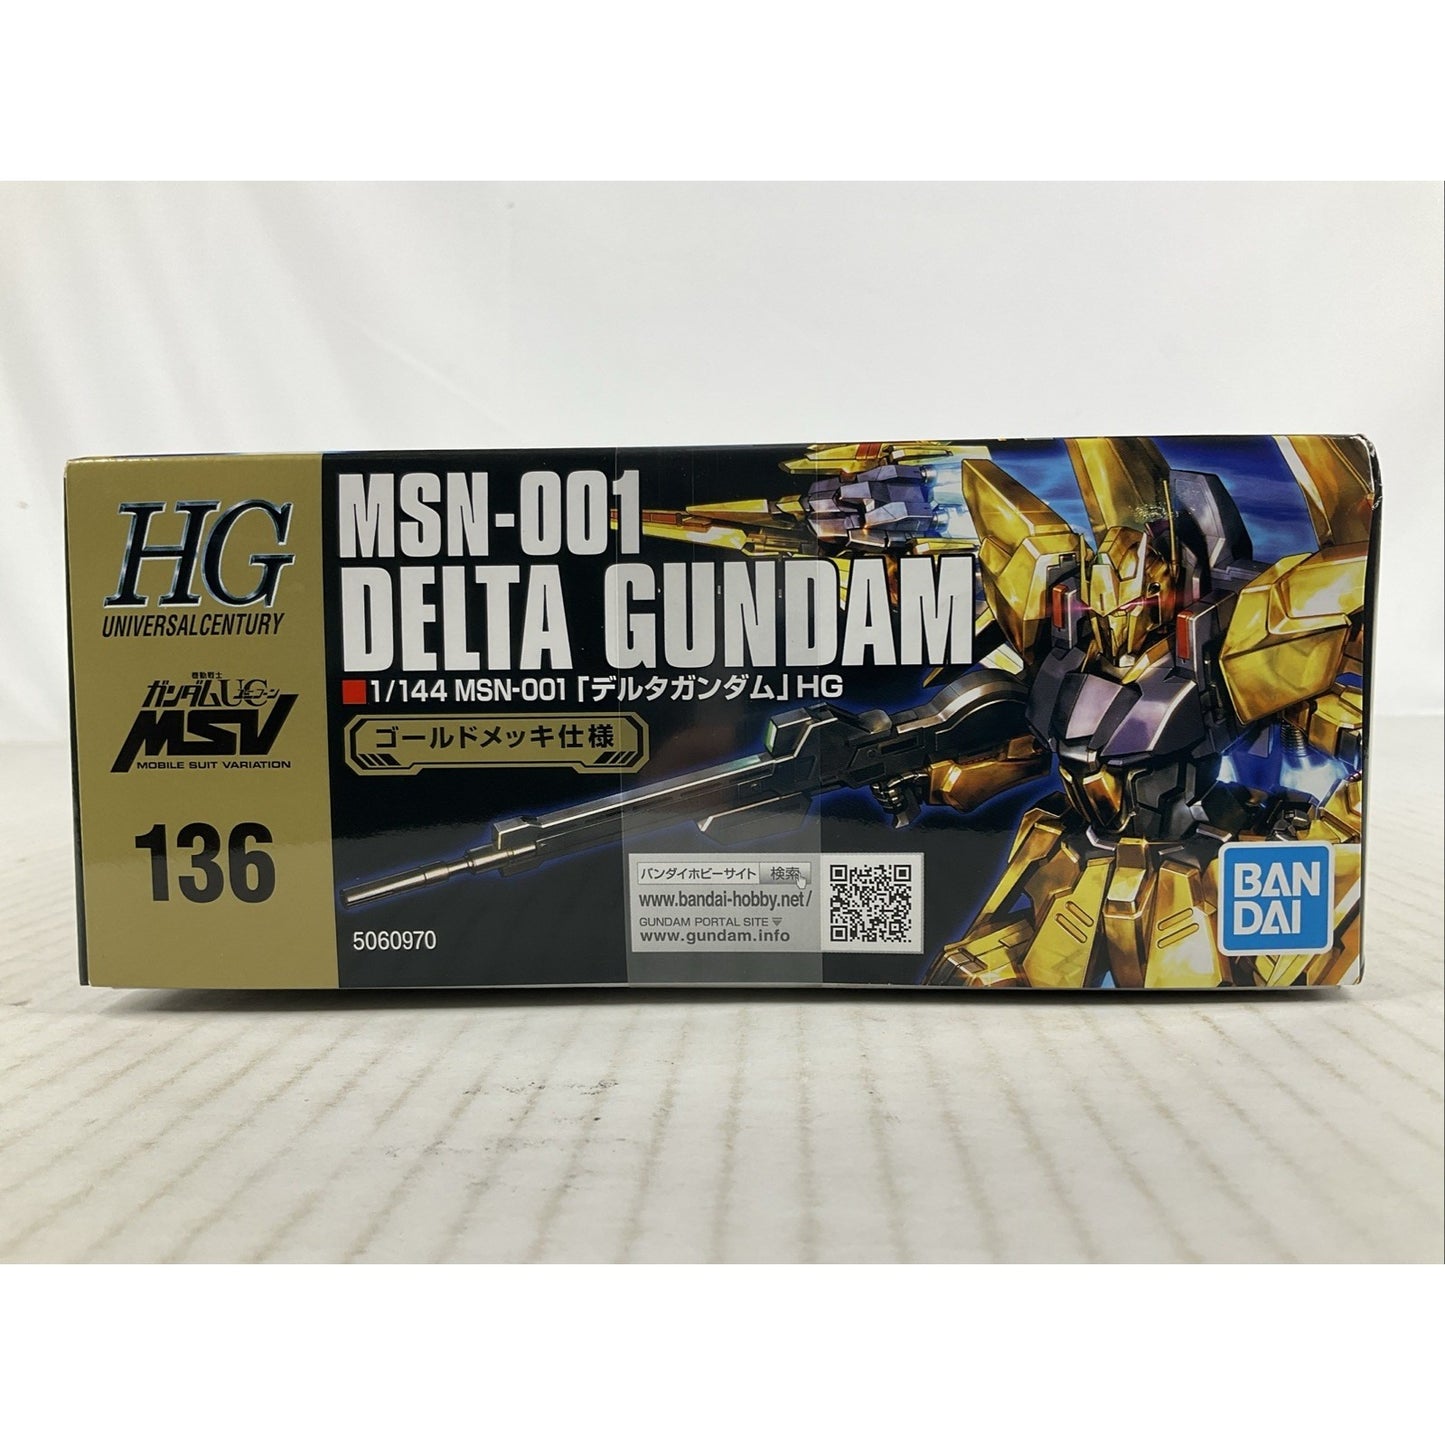 HG
UNIVERSAL CENTURY
機動戦士
ガンダムUC
ユニコーン
MSV
MOBILE SUIT VARIATION
136
MSN-001
DELTA GUNDAM
1/144 MSN-001「デルタガンダム」HG
ゴールドメッキ仕様
5060970
バンダイホビーサイト 検索
www.bandai-hobby.net/
GUNDAM PORTAL SITE
www.gundam.info
BAN
DAI